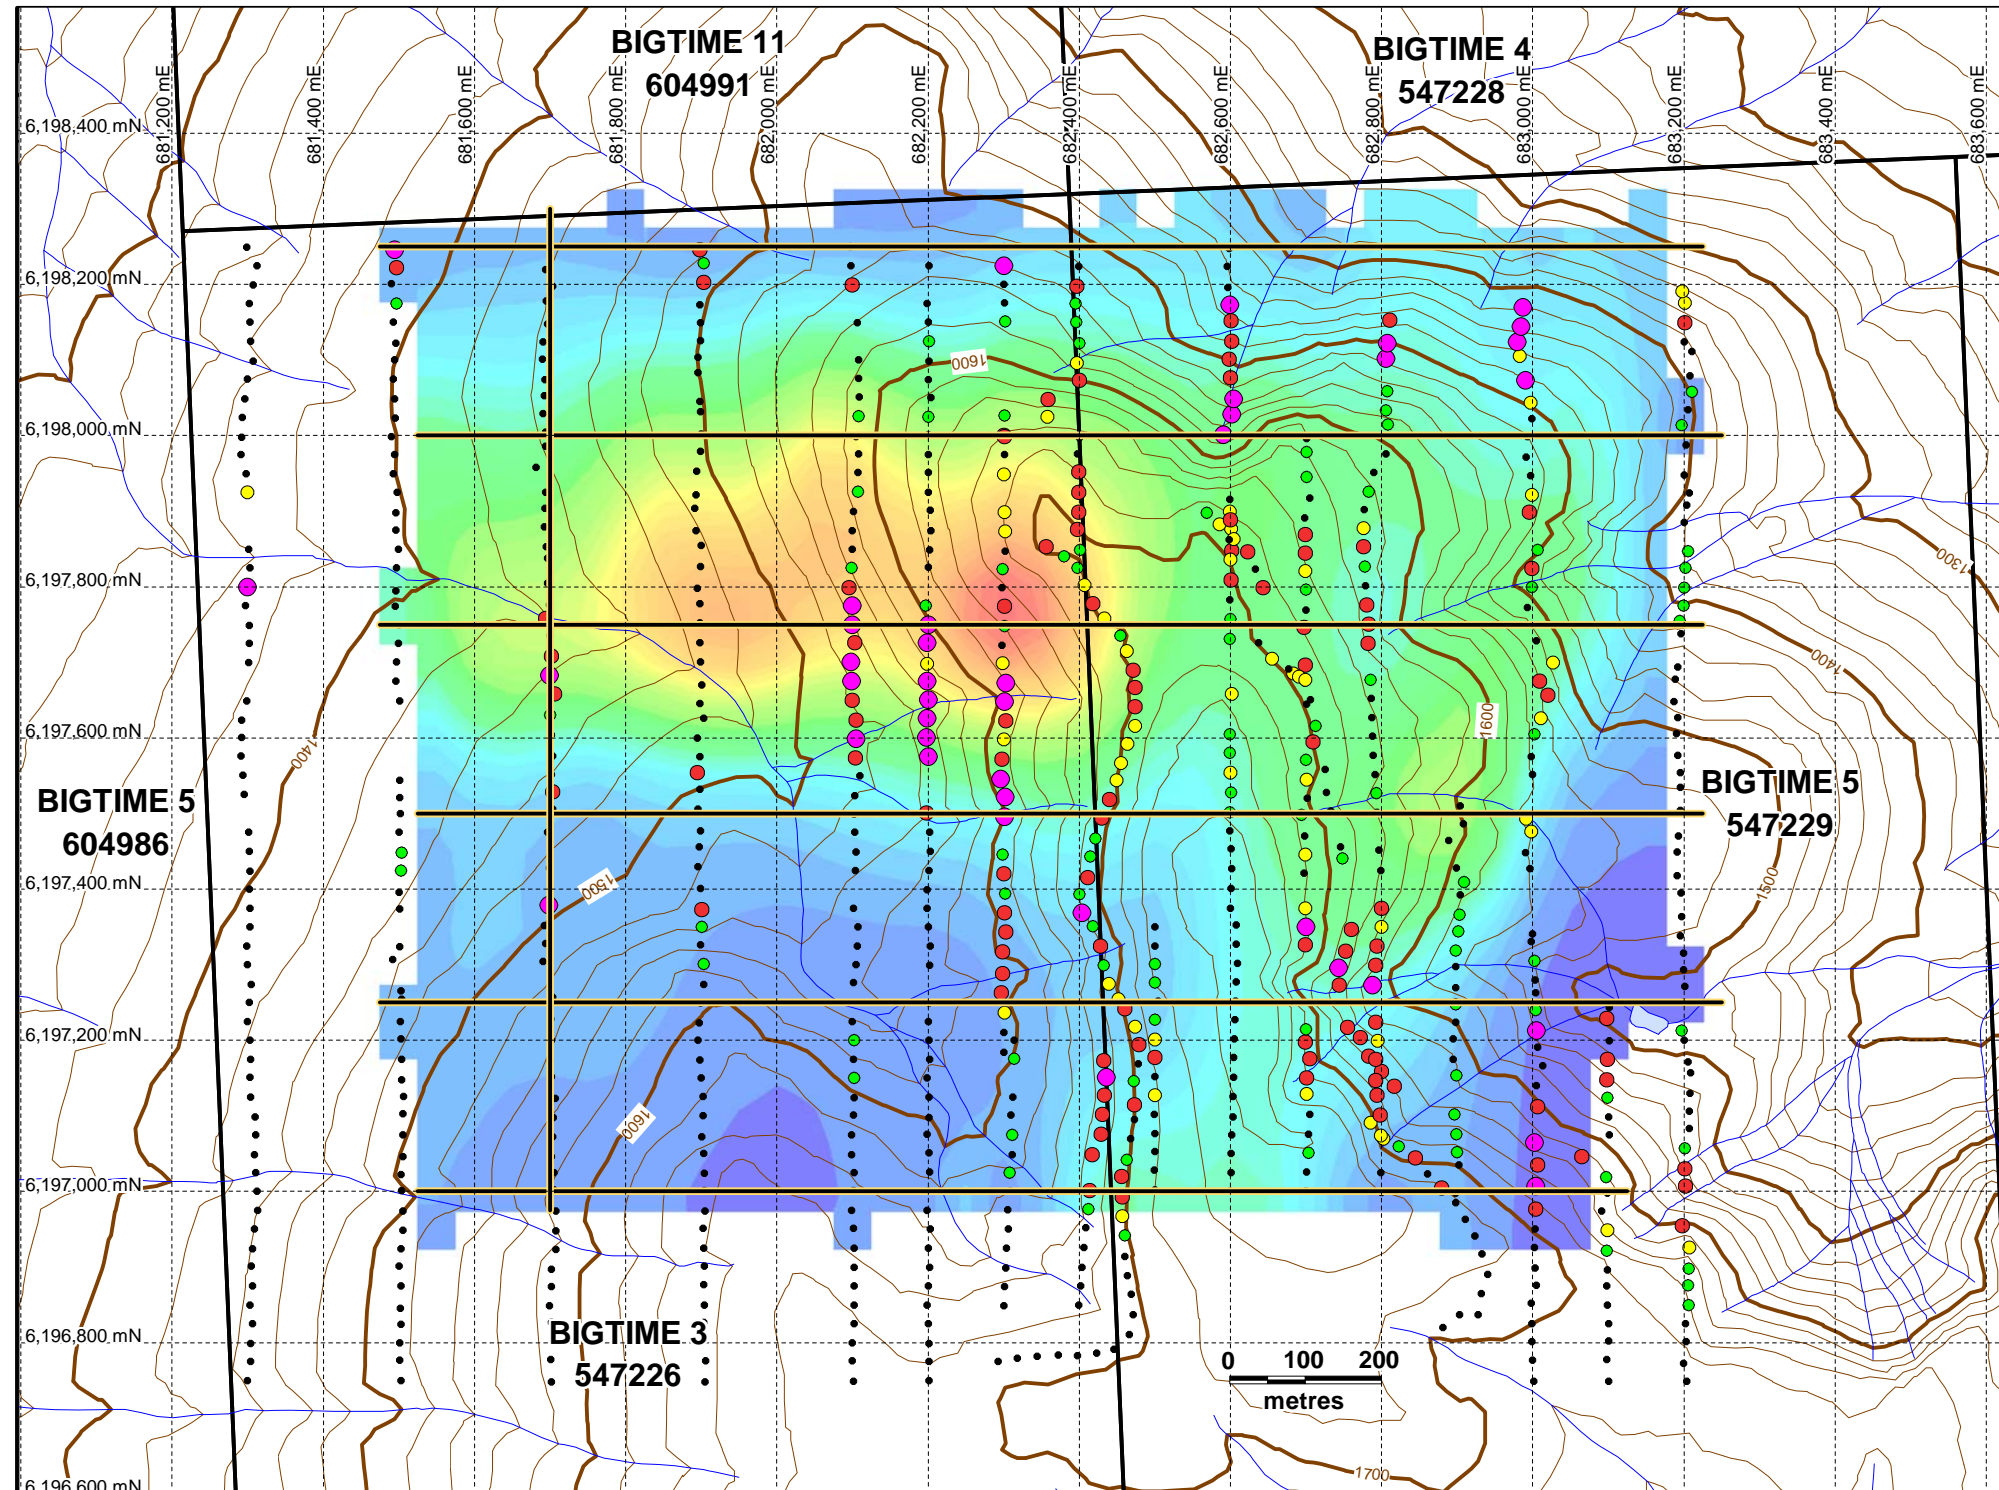 BIGTIME 11
604991
BIGTIME 4
547228
681,200 mE
681,400 mE
681,600 mE
681,800 mE
682,000 mE
682,200 mE
682,400 mE
682,600 mE
682,800 mE
683,000 mE
683,200 mE
683,400 mE
683,600 mE
6,198,400 mN
6,198,200 mN
6,198,000 mN
6,197,800 mN
6,197,600 mN
6,197,400 mN
6,197,200 mN
6,197,000 mN
6,196,800 mN
6,196,600 mN
1600
1300
1400
1600
1400
1500
1500
1600
1700
BIGTIME 5
604986
BIGTIME 5
547229
BIGTIME 3
547226
0 100 200
metres